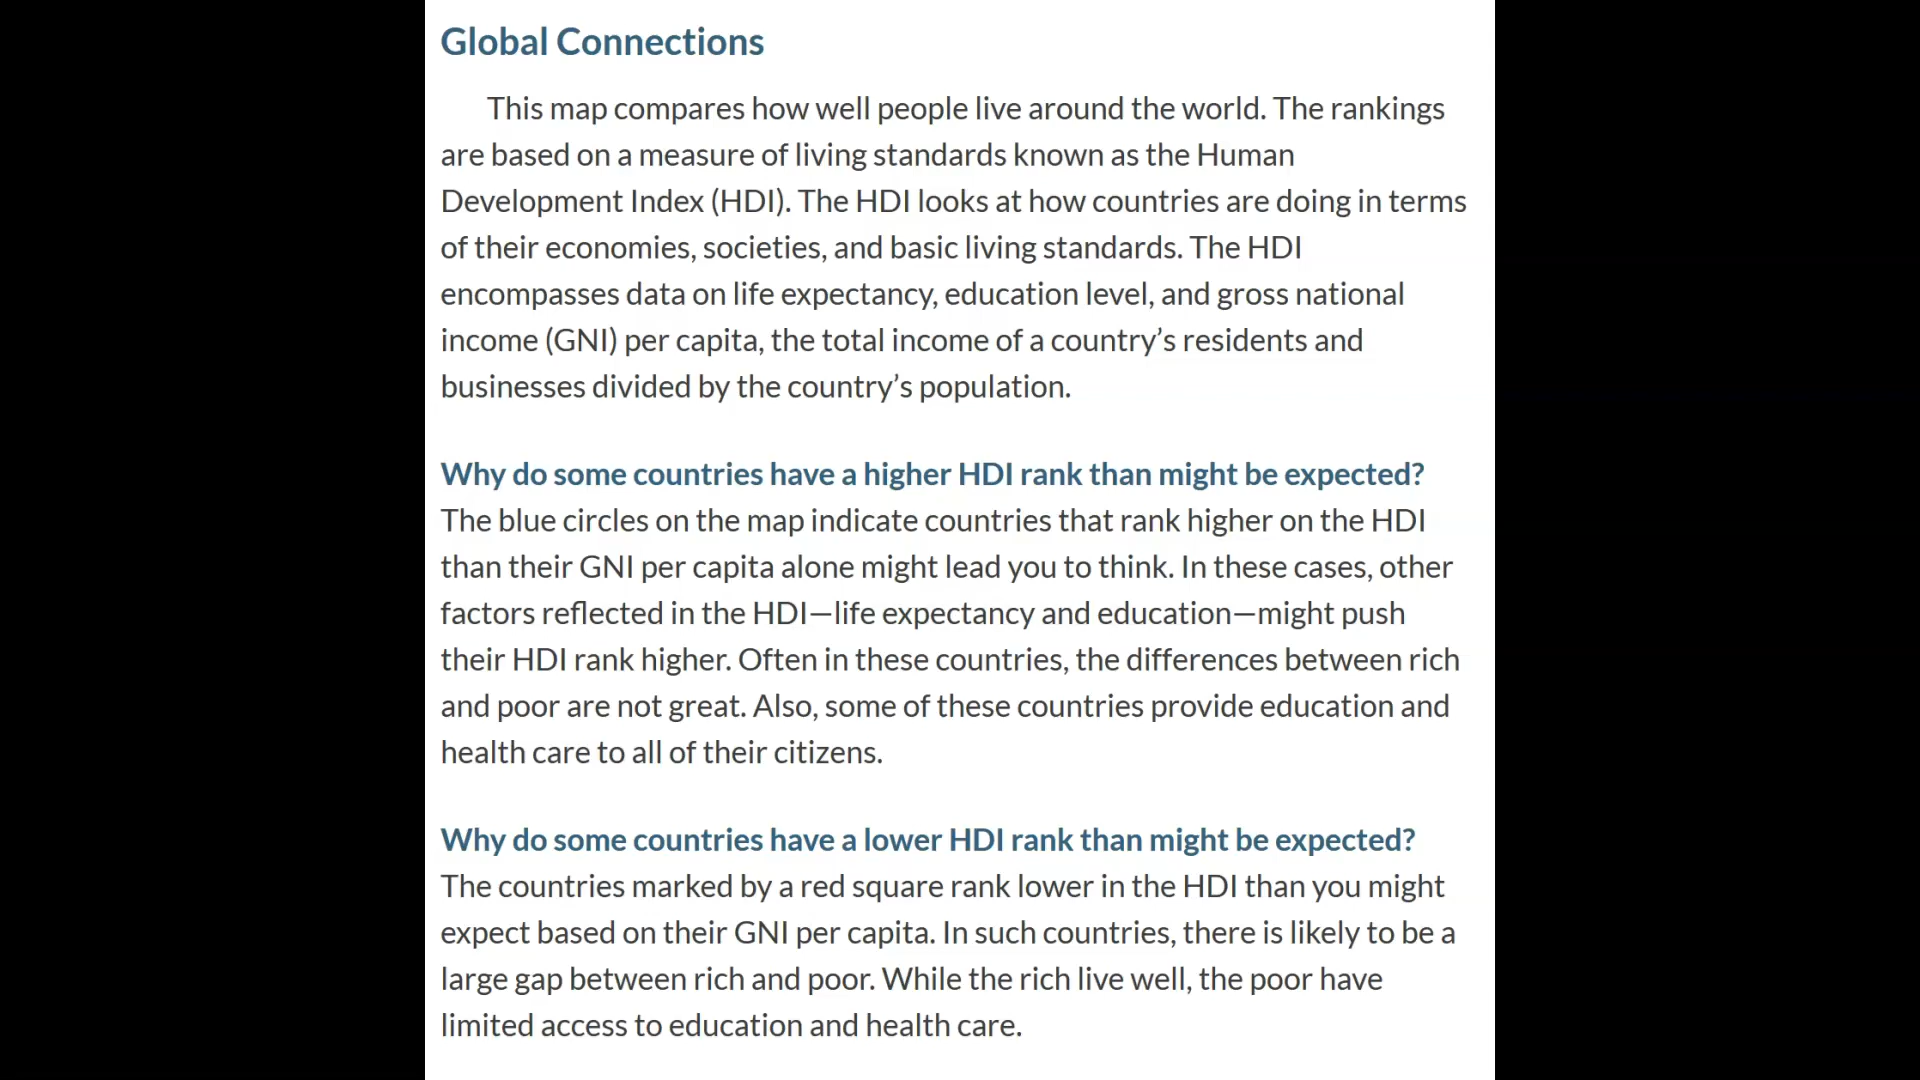 Global Connections
This map compares how well people live around the world. The rankings
are based on a measure of living standards known as the Human
Development Index (HDI). The HDI looks at how countries are doing in terms
of their economies, societies, and basic living standards. The HDI
encompasses data on life expectancy, education level, and gross national
income (GNI) per capita, the total income of a country’s residents and
businesses divided by the country’s population.
Why do some countries have a higher HDI rank than might be expected?
The blue circles on the map indicate countries that rank higher on the HDI
than their GNI per capita alone might lead you to think. In these cases, other
factors reflected in the HDI—life expectancy and education—might push
their HDI rank higher. Often in these countries, the differences between rich
and poor are not great. Also, some of these countries provide education and
health care to all of their citizens.
Why do some countries have a lower HDI rank than might be expected?
The countries marked by a red square rank lower in the HDI than you might
expect based on their GNI per capita. In such countries, there is likely to be a
large gap between rich and poor. While the rich live well, the poor have
limited access to education and health care.